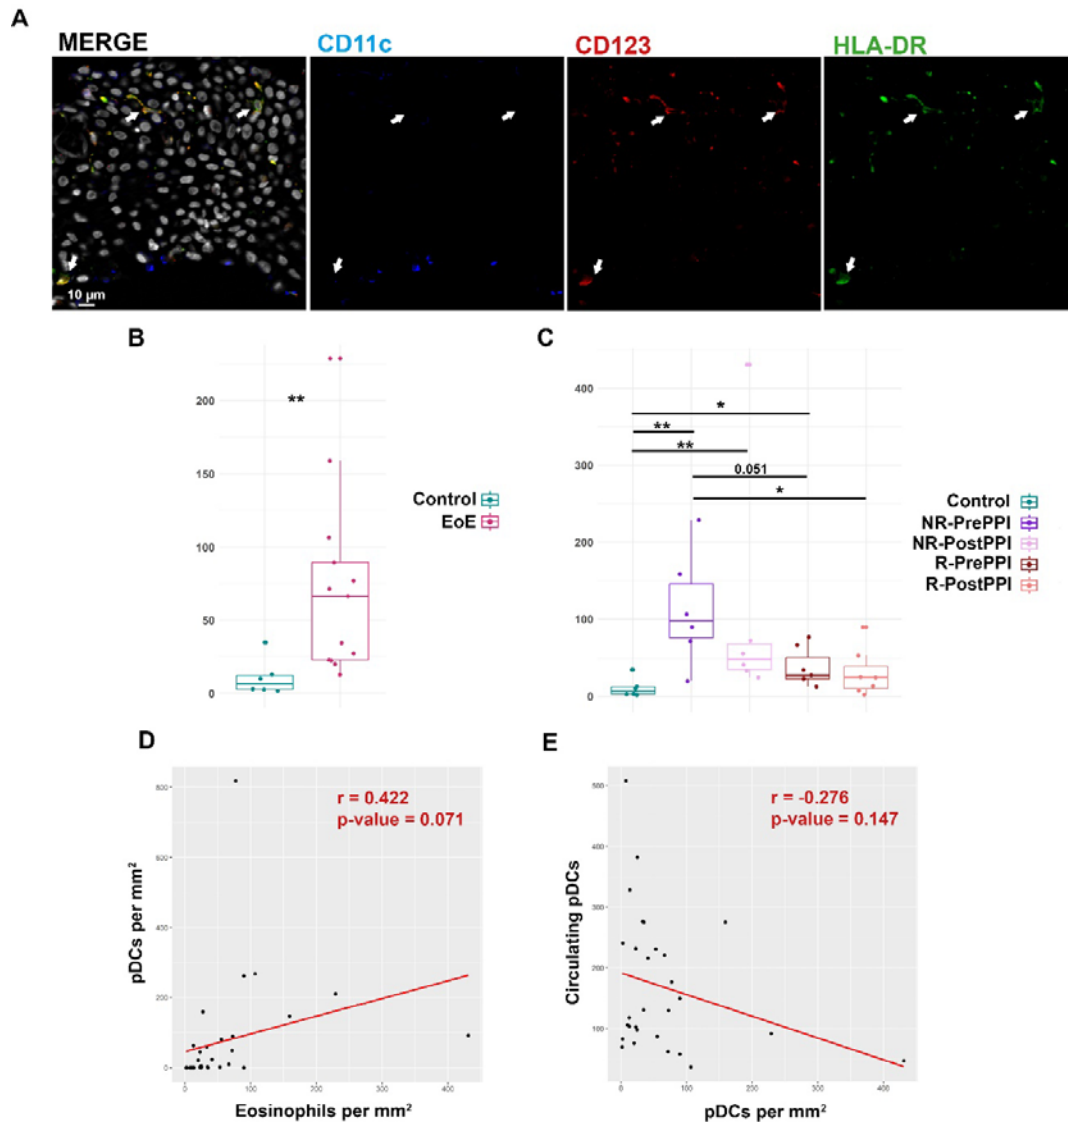 A
MERGE CD11c CD123 HLA-DR
10 µm
B
C
200
150
100
50
0
**
Control
EoE
400
300
200
100
0
*
**
**
0.051
*
Control
NR-PrePPI
NR-PostPPI
R-PrePPI
R-PostPPI
D
E
pDCs per mm²
800
600
400
200
0
r = 0.422
p-value = 0.071
0 100 200 300 400
Eosinophils per mm²
Circulating pDCs
500
400
300
200
100
r = -0.276
p-value = 0.147
0 100 200 300 400
pDCs per mm²